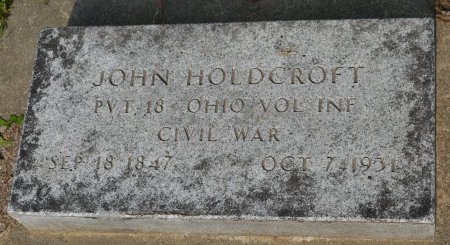 JOHN HOLDCROFT
PVT 18 OHIO VOL INF
CIVIL WAR
SEP 18 1847 OCT 7 1931